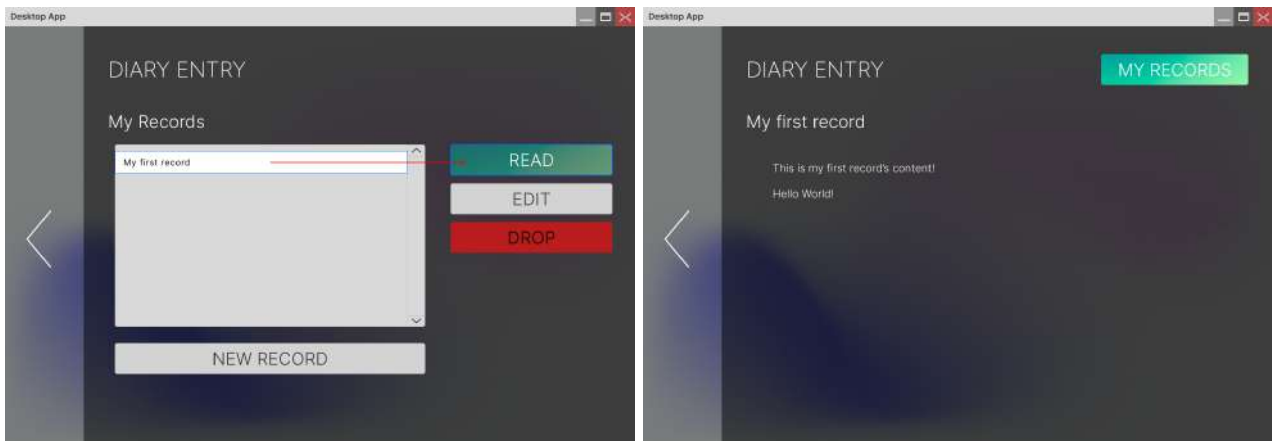 Desktop App
DIARY ENTRY
My Records
My first record
READ
EDIT
DROP
NEW RECORD
Desktop App
DIARY ENTRY
MY RECORDS
My first record
This is my first record's content!
Hello World!